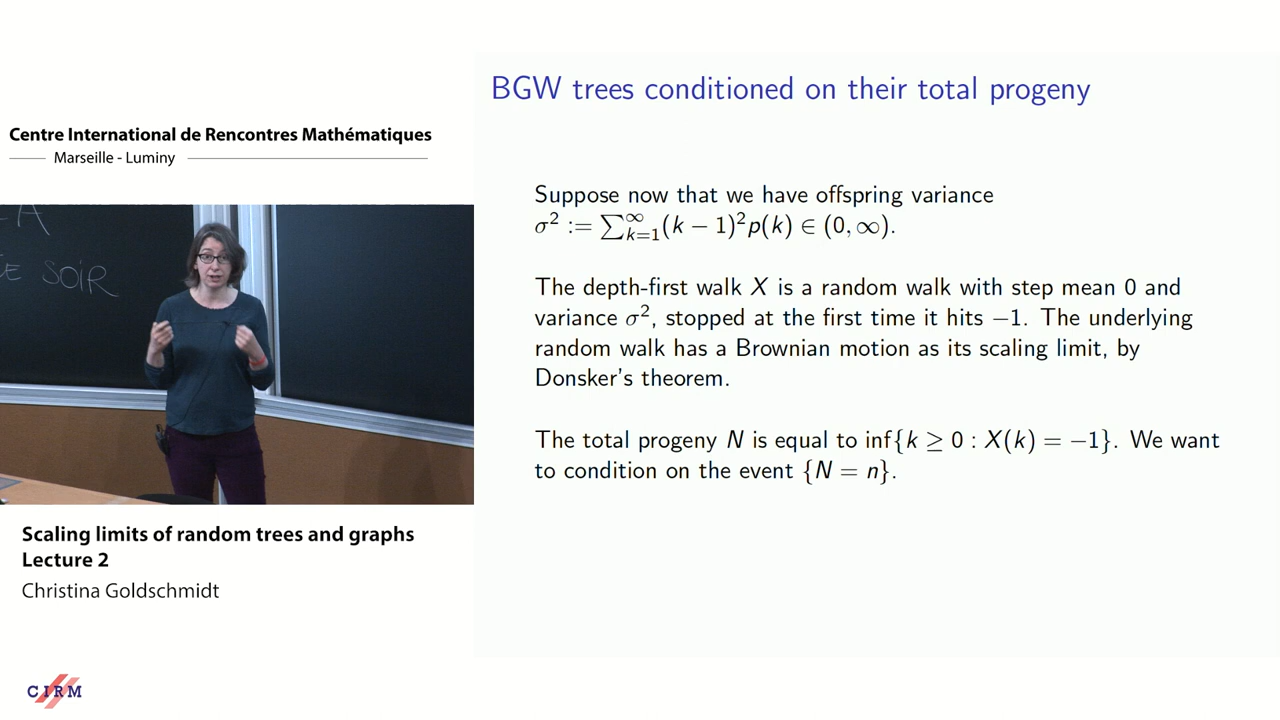 BGW trees conditioned on their total progeny
Centre International de Rencontres Mathématiques
Marseille - Luminy
SOIR
Suppose now that we have offspring variance
σ² := ∑_{k=1}^{∞}(k − 1)²p(k) ∈ (0, ∞).
The depth-first walk X is a random walk with step mean 0 and
variance σ², stopped at the first time it hits −1. The underlying
random walk has a Brownian motion as its scaling limit, by
Donsker's theorem.
The total progeny N is equal to inf{k ≥ 0 : X(k) = −1}. We want
to condition on the event {N = n}.
Scaling limits of random trees and graphs
Lecture 2
Christina Goldschmidt
CIRM